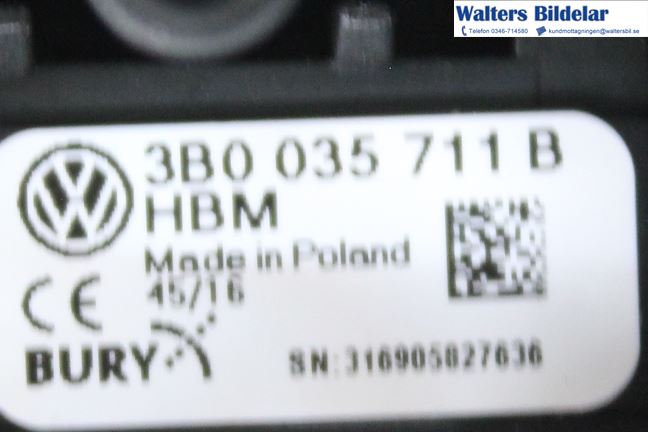 Walters Bildelar
Telefon 0346-714580 kundmottagningen@waltersbil.se
3B0 035 711 B
HBM
Made in Poland
45/16
CE
BURY
SN:316905827636